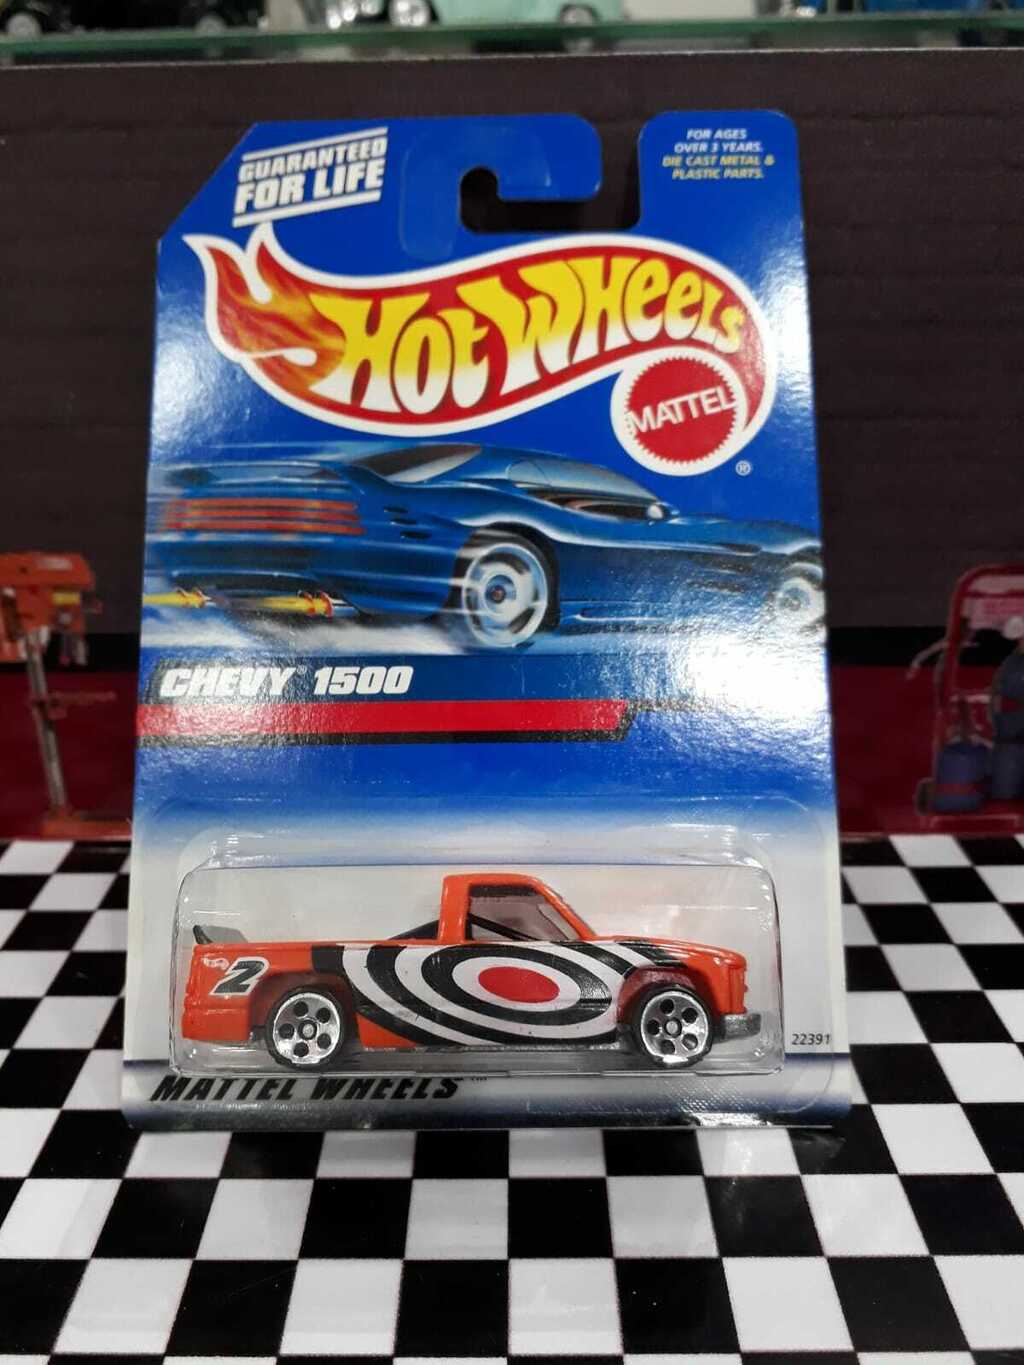 GUARANTEED
FOR LIFE
FOR AGES
OVER 3 YEARS.
DIE CAST METAL &
PLASTIC PARTS.
HOT WHEELS
MATTEL
®
CHEVY® 1500
2
22391
MATTEL WHEELS™